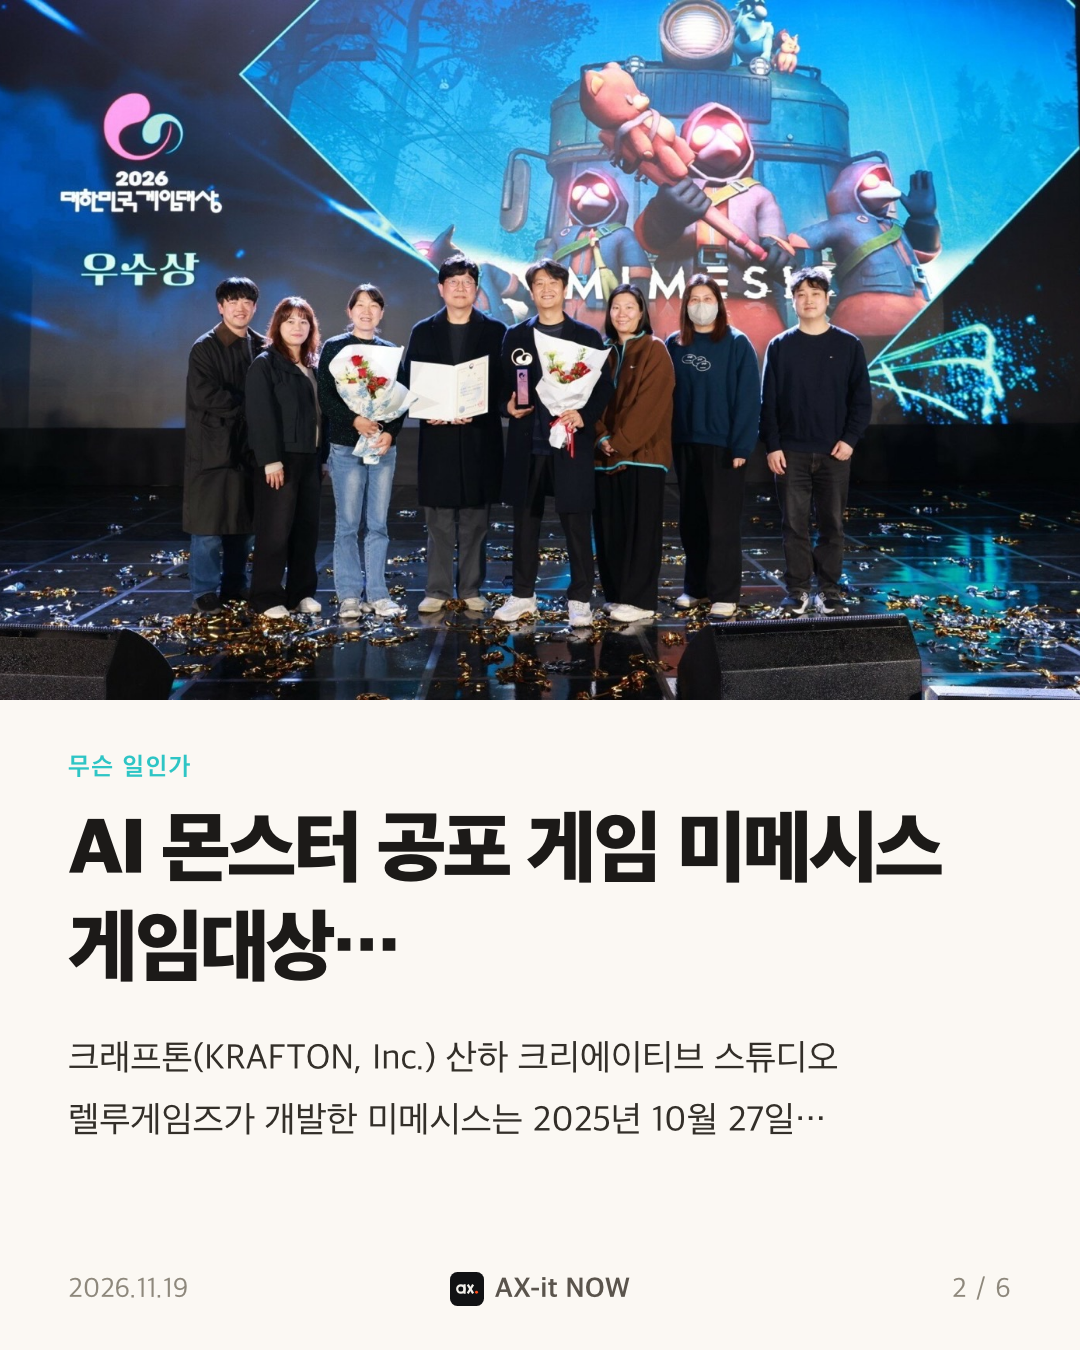 2026
대한민국 게임대상
우수상
MIMES
무슨 일인가
AI 몬스터 공포 게임 미메시스
게임대상…
크래프톤(KRAFTON, Inc.) 산하 크리에이티브 스튜디오
렐루게임즈가 개발한 미메시스는 2025년 10월 27일…
2026.11.19
ax.
AX-it NOW
2 / 6